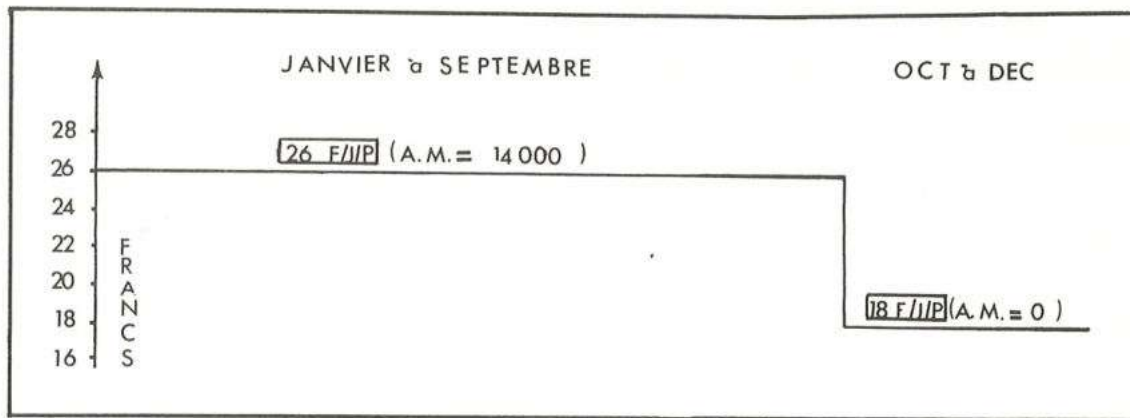 JANVIER à SEPTEMBRE
OCT à DEC
28
26 F/J/P (A.M. = 14 000 )
26
24
22
20
18 F/J/P (A.M. = 0 )
18
16
FRANCS